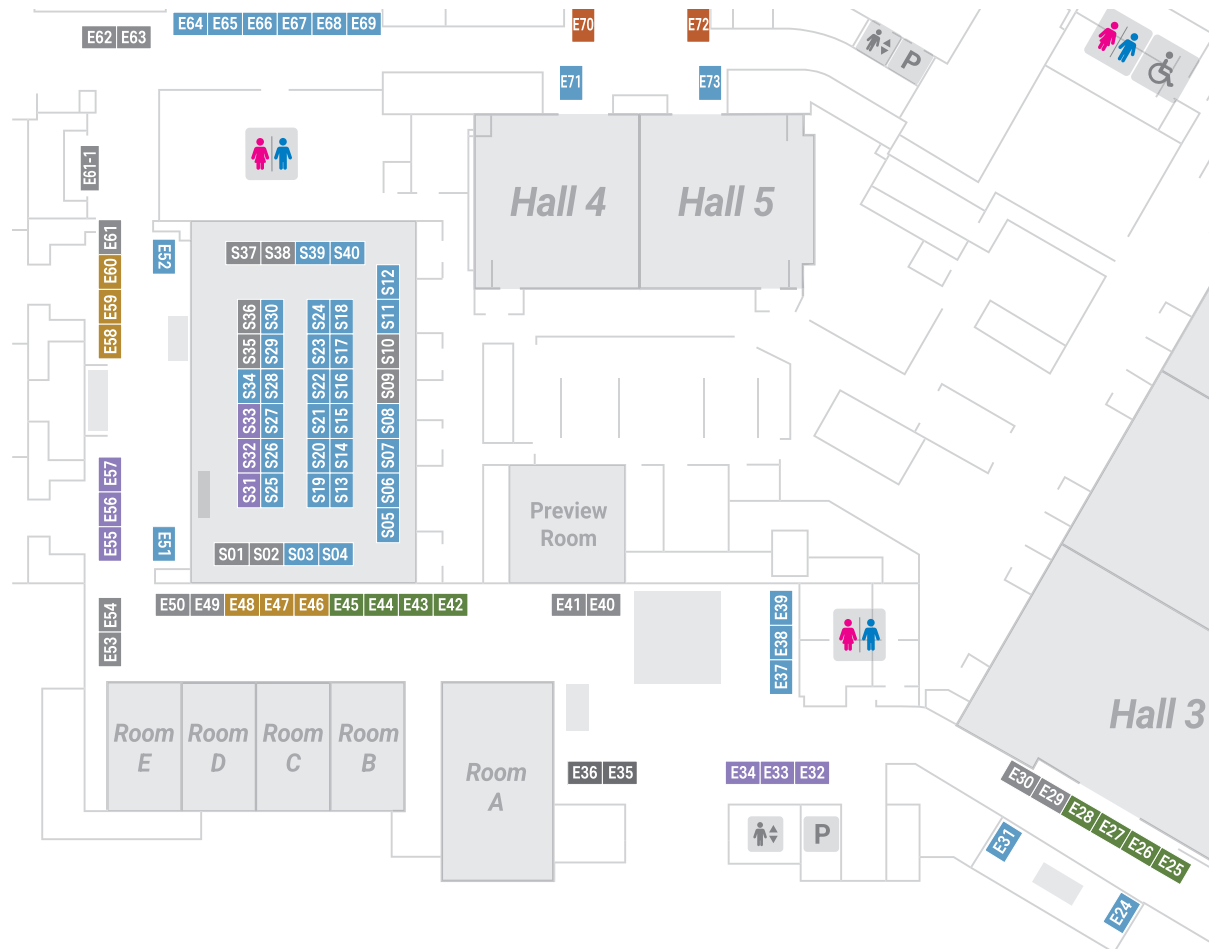 E64 E65 E66 E67 E68 E69
E70
E72
E62 E63
E71
E73
P
E61-1
Hall 4
Hall 5
E61
E60
E59
E58
E52
S37 S38 S39 S40
S12
S11
S10
S09
S08
S07
S06
S05
S36 S30 S24 S18
S35 S29 S23 S17
S34 S28 S22 S16
S33 S27 S21 S15
S32 S26 S20 S14
S31 S25 S19 S13
S01 S02 S03 S04
E57
E56
E55
E51
Preview
Room
E54
E53
E50 E49 E48 E47 E46 E45 E44 E43 E42
E41 E40
E39
E38
E37
Room
E
Room
D
Room
C
Room
B
Room
A
Hall 3
E36 E35
E34 E33 E32
P
E30 E29 E28 E27 E26 E25
E31
E24